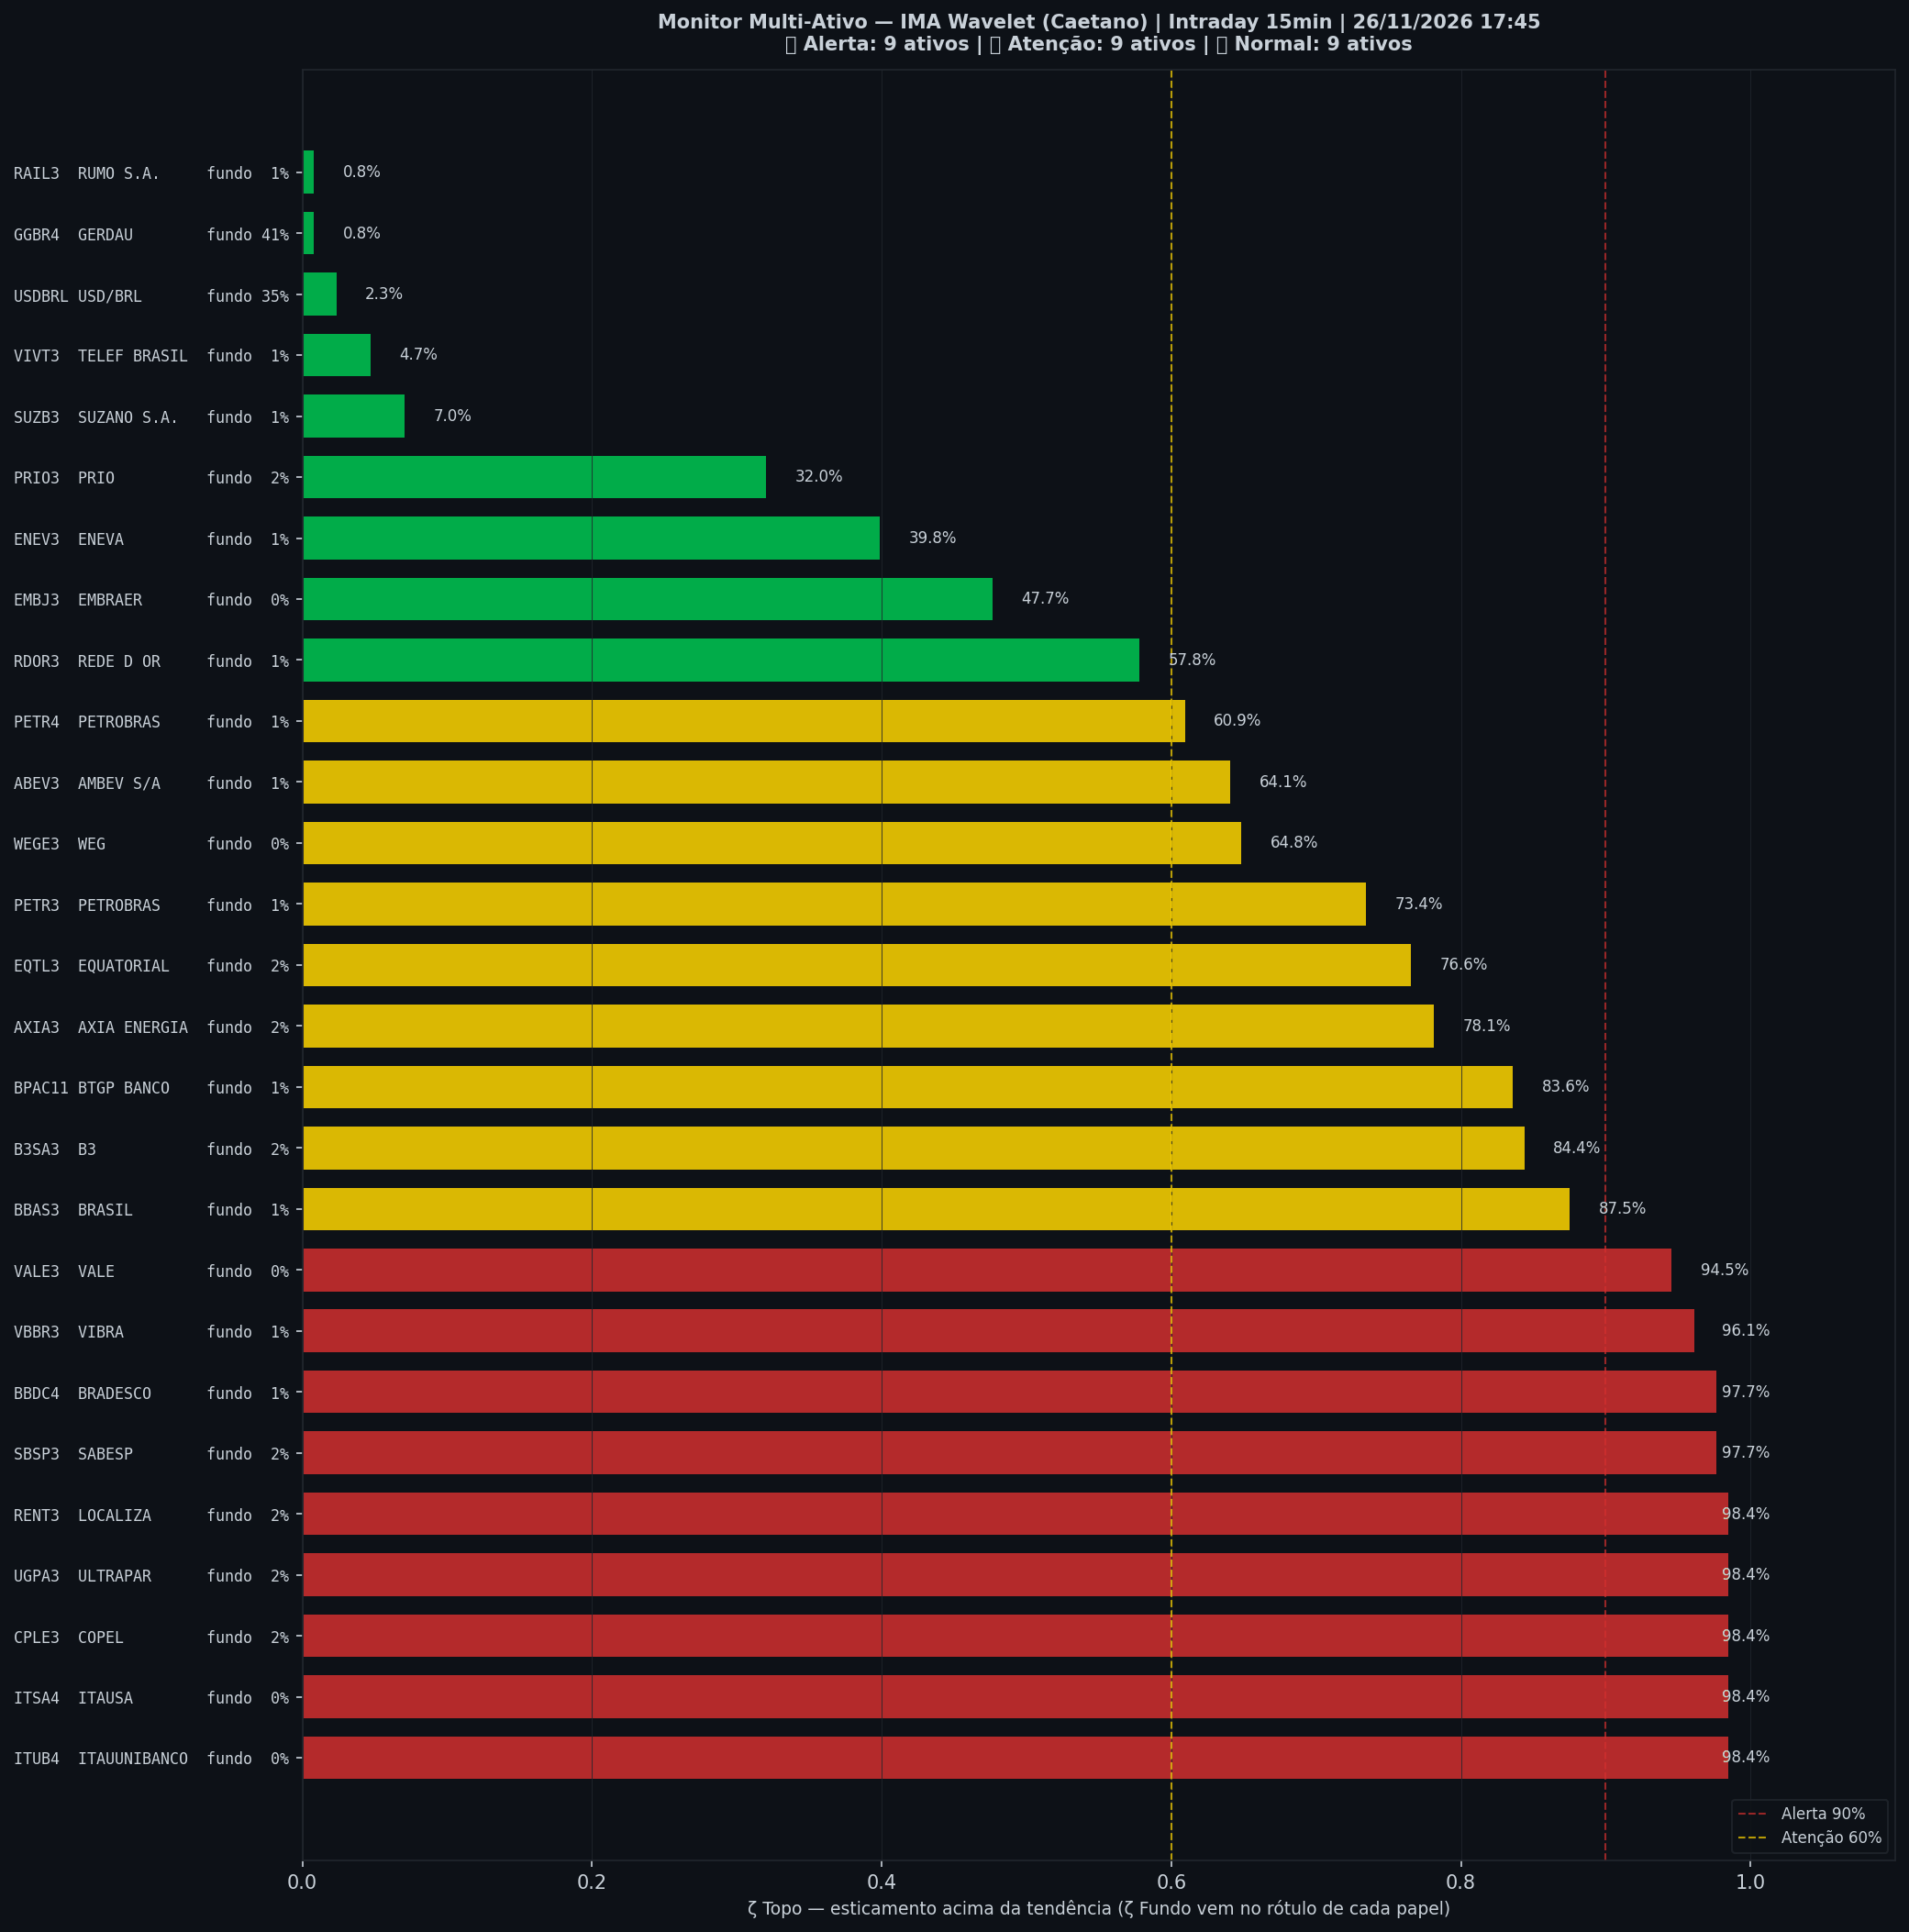 Monitor Multi-Ativo — IMA Wavelet (Caetano) | Intraday 15min | 26/11/2026 17:45
▯ Alerta: 9 ativos | ▯ Atenção: 9 ativos | ▯ Normal: 9 ativos
RAIL3 RUMO S.A. fundo 1% 0.8%
GGBR4 GERDAU fundo 41% 0.8%
USDBRL USD/BRL fundo 35% 2.3%
VIVT3 TELEF BRASIL fundo 1% 4.7%
SUZB3 SUZANO S.A. fundo 1% 7.0%
PRIO3 PRIO fundo 2% 32.0%
ENEV3 ENEVA fundo 1% 39.8%
EMBJ3 EMBRAER fundo 0% 47.7%
RDOR3 REDE D OR fundo 1% 57.8%
PETR4 PETROBRAS fundo 1% 60.9%
ABEV3 AMBEV S/A fundo 1% 64.1%
WEGE3 WEG fundo 0% 64.8%
PETR3 PETROBRAS fundo 1% 73.4%
EQTL3 EQUATORIAL fundo 2% 76.6%
AXIA3 AXIA ENERGIA fundo 2% 78.1%
BPAC11 BTGP BANCO fundo 1% 83.6%
B3SA3 B3 fundo 2% 84.4%
BBAS3 BRASIL fundo 1% 87.5%
VALE3 VALE fundo 0% 94.5%
VBBR3 VIBRA fundo 1% 96.1%
BBDC4 BRADESCO fundo 1% 97.7%
SBSP3 SABESP fundo 2% 97.7%
RENT3 LOCALIZA fundo 2% 98.4%
UGPA3 ULTRAPAR fundo 2% 98.4%
CPLE3 COPEL fundo 2% 98.4%
ITSA4 ITAUSA fundo 0% 98.4%
ITUB4 ITAUUNIBANCO fundo 0% 98.4%
Alerta 90%
Atenção 60%
0.0 0.2 0.4 0.6 0.8 1.0
ζ Topo — esticamento acima da tendência (ζ Fundo vem no rótulo de cada papel)